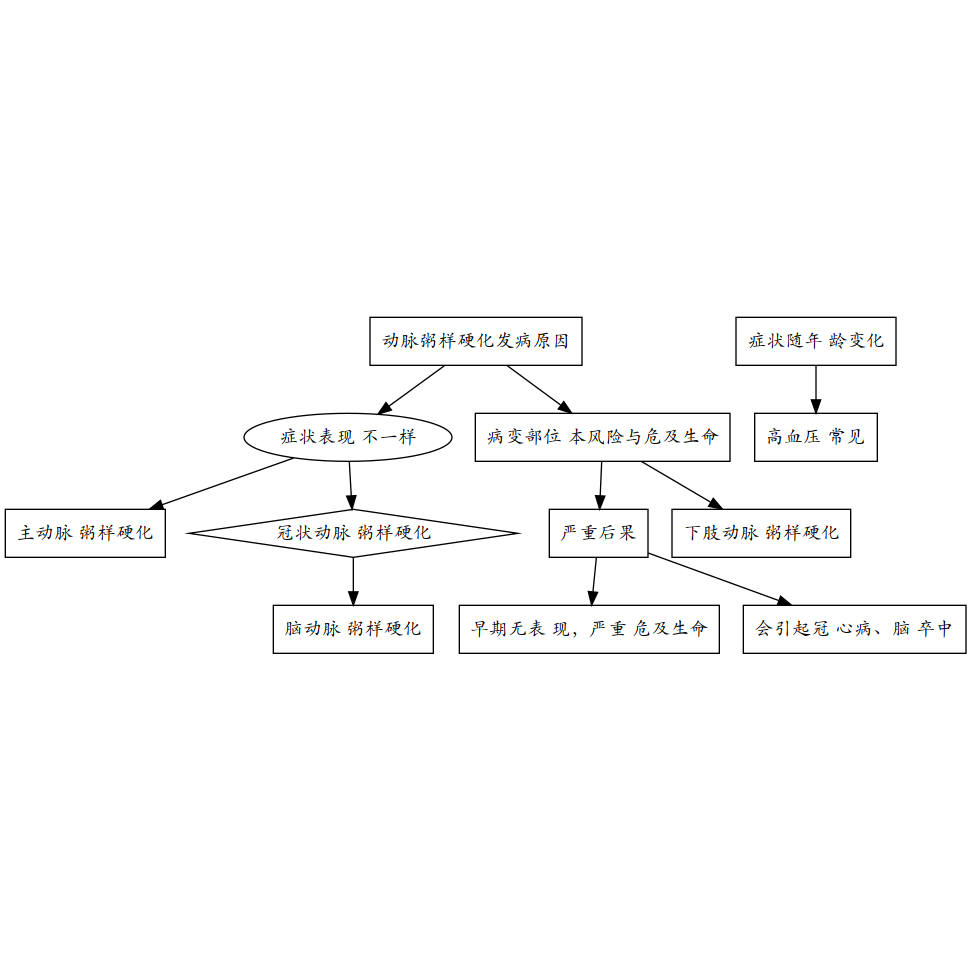 动脉粥样硬化发病原因
症状随年 龄变化
症状表现 不一样
病变部位 本风险与危及生命
高血压 常见
主动脉 粥样硬化
冠状动脉 粥样硬化
严重后果
下肢动脉 粥样硬化
脑动脉 粥样硬化
早期无表 现，严重 危及生命
会引起冠 心病、脑 卒中